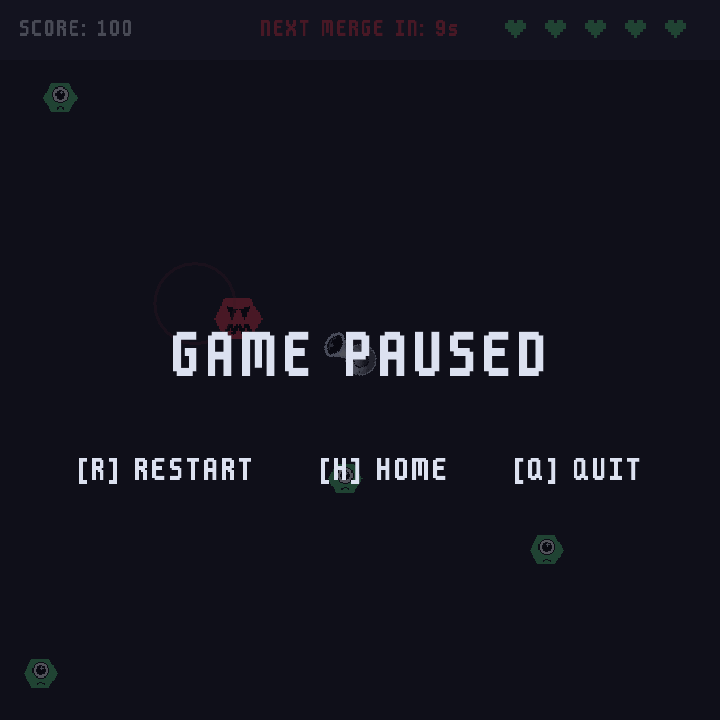 SCORE: 100 NEXT MERGE IN: 9s
GAME PAUSED
[R] RESTART [H] HOME [Q] QUIT